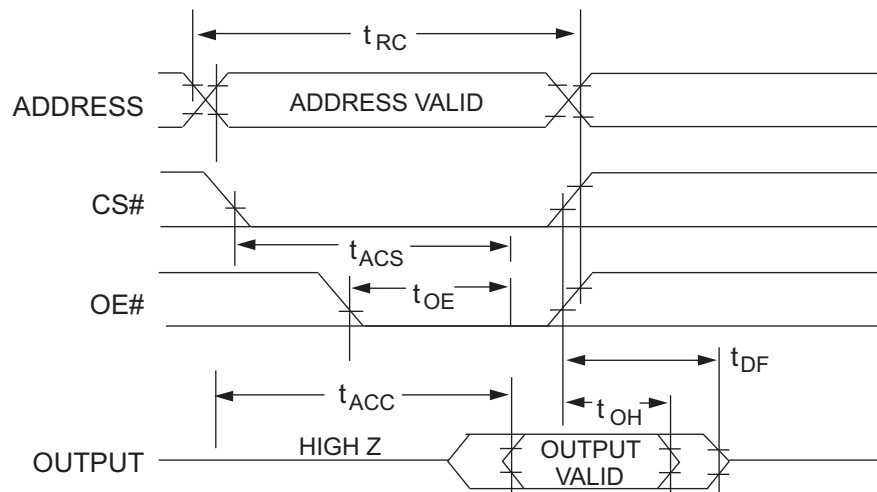 tRC
ADDRESS
ADDRESS VALID
CS#
tACS
OE#
tOE
tDF
tACC
tOH
OUTPUT
HIGH Z
OUTPUT
VALID